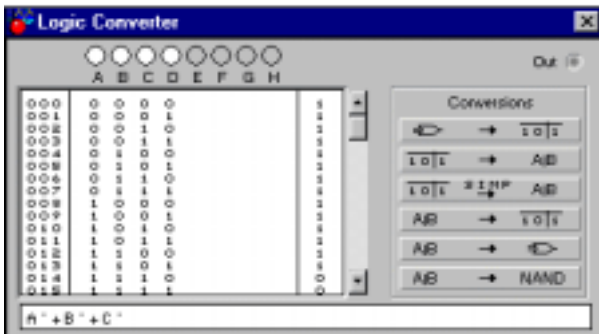 Logic Converter
Out
A B C D E F G H
Conversions
000 0 0 0 0 1
001 0 0 0 1 1
002 0 0 1 0 1
003 0 0 1 1 1
004 0 1 0 0 1
005 0 1 0 1 1
006 0 1 1 0 1
007 0 1 1 1 1
008 1 0 0 0 1
009 1 0 0 1 1
010 1 0 1 0 1
011 1 0 1 1 1
012 1 1 0 0 1
013 1 1 0 1 1
014 1 1 1 0 0
015 1 1 1 1 0
→ 1 0 1
1 0 1 → A|B
1 0 1 SIMP → A|B
A|B → 1 0 1
A|B →
A|B → NAND
A'+B'+C'